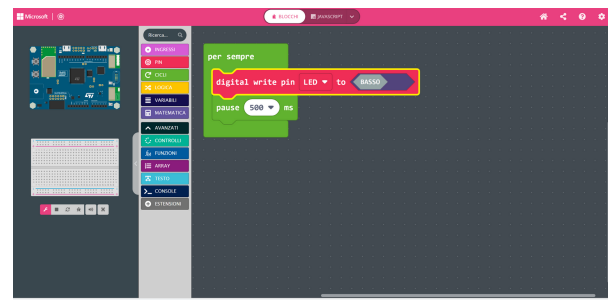 Microsoft
BLOCCHI
JAVASCRIPT
Ricerca...
INGRESSI
PIN
CICLI
LOGICA
VARIABILI
MATEMATICA
AVANZATI
CONTROLLI
FUNZIONI
ARRAY
TESTO
CONSOLE
ESTENSIONI
per sempre
digital write pin LED to BASSO
pause 500 ms